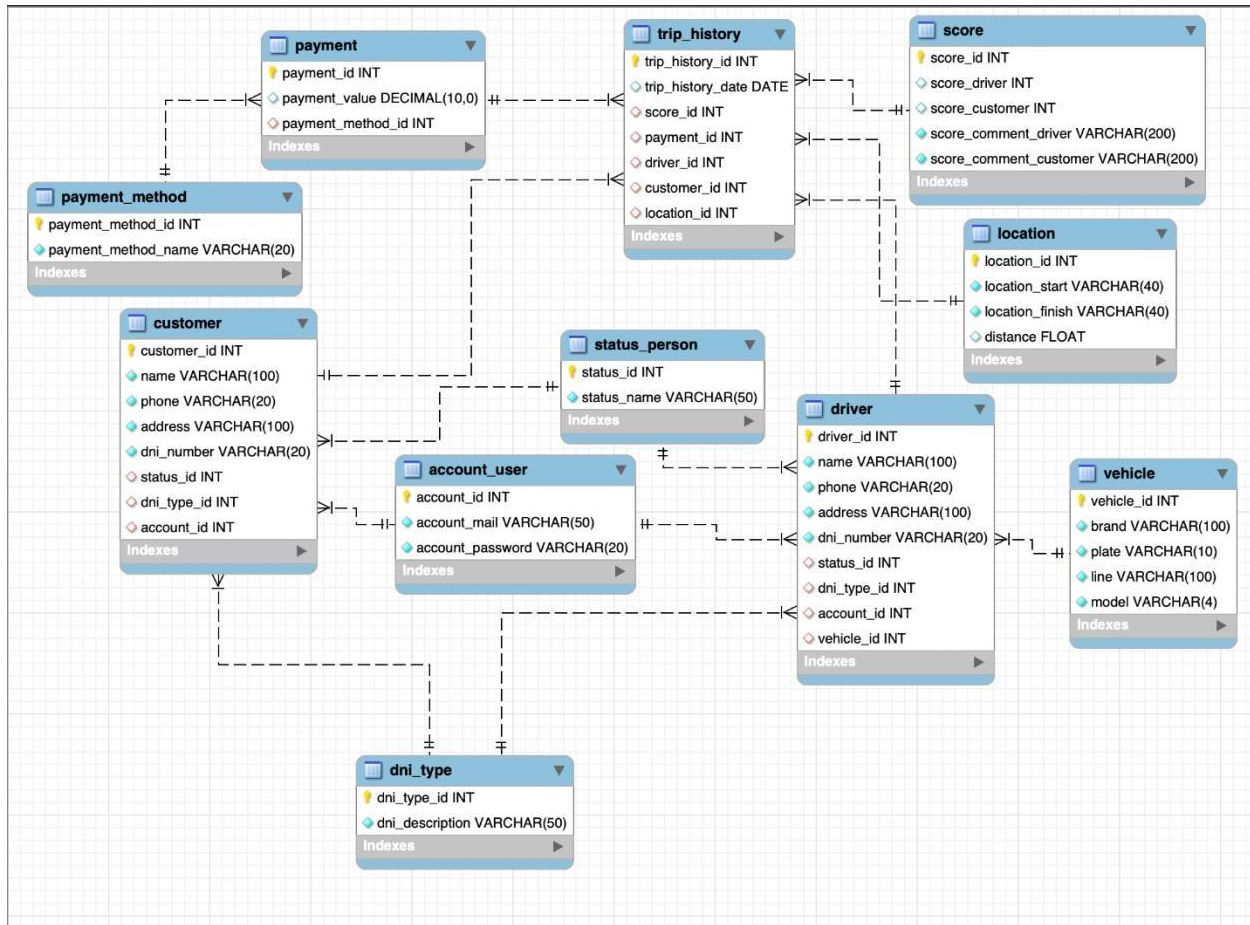 payment
payment_id INT
payment_value DECIMAL(10,0)
payment_method_id INT
Indexes
trip_history
trip_history_id INT
trip_history_date DATE
score_id INT
payment_id INT
driver_id INT
customer_id INT
location_id INT
Indexes
score
score_id INT
score_driver INT
score_customer INT
score_comment_driver VARCHAR(200)
score_comment_customer VARCHAR(200)
Indexes
payment_method
payment_method_id INT
payment_method_name VARCHAR(20)
Indexes
location
location_id INT
location_start VARCHAR(40)
location_finish VARCHAR(40)
distance FLOAT
Indexes
customer
customer_id INT
name VARCHAR(100)
phone VARCHAR(20)
address VARCHAR(100)
dni_number VARCHAR(20)
status_id INT
dni_type_id INT
account_id INT
Indexes
status_person
status_id INT
status_name VARCHAR(50)
Indexes
driver
driver_id INT
name VARCHAR(100)
phone VARCHAR(20)
address VARCHAR(100)
dni_number VARCHAR(20)
status_id INT
dni_type_id INT
account_id INT
vehicle_id INT
Indexes
account_user
account_id INT
account_mail VARCHAR(50)
account_password VARCHAR(20)
Indexes
vehicle
vehicle_id INT
brand VARCHAR(100)
plate VARCHAR(10)
line VARCHAR(100)
model VARCHAR(4)
Indexes
dni_type
dni_type_id INT
dni_description VARCHAR(50)
Indexes